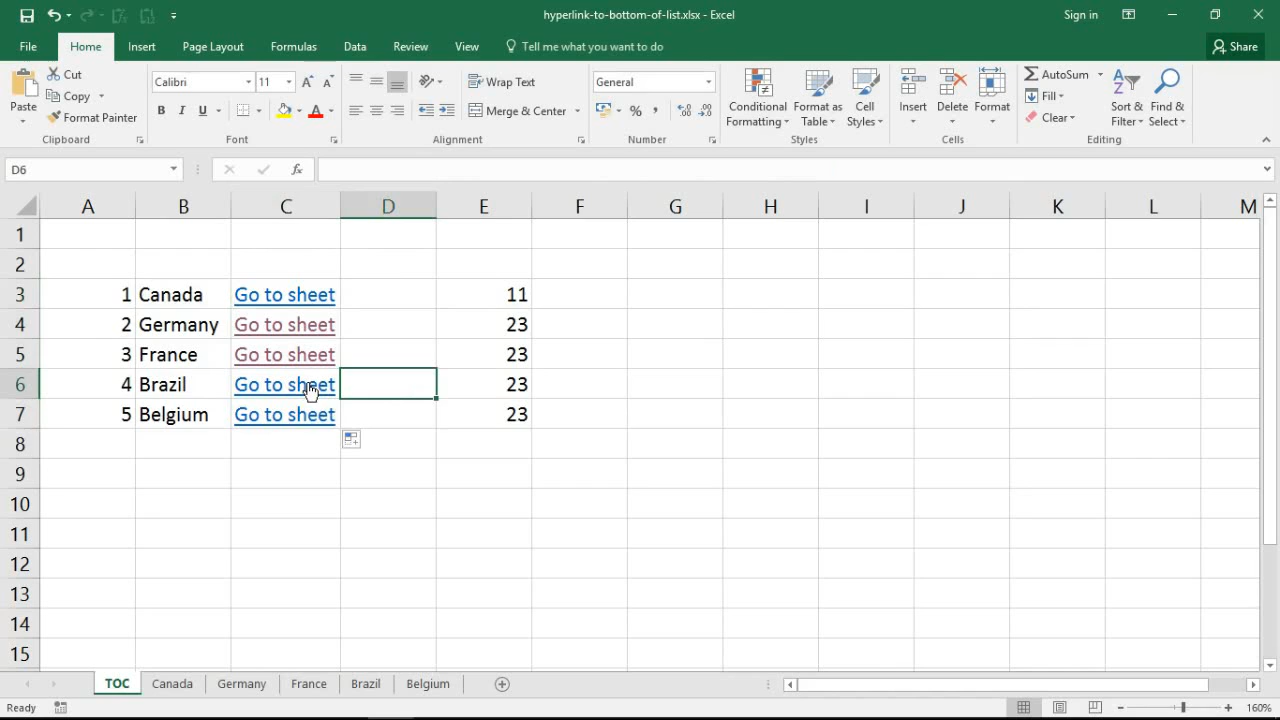 hyperlink-to-bottom-of-list.xlsx - Excel
Sign in
File Home Insert Page Layout Formulas Data Review View Tell me what you want to do Share
Paste Cut Copy Format Painter Clipboard
Calibri 11 A A B I U A Font
Wrap Text Merge & Center Alignment
General % , Number
Conditional Formatting Format as Table Cell Styles Styles
Insert Delete Format Cells
AutoSum Fill Clear Sort & Filter Find & Select Editing
D6 fx
A B C D E F G H I J K L M
1
2
3 1 Canada Go to sheet 11
4 2 Germany Go to sheet 23
5 3 France Go to sheet 23
6 4 Brazil Go to sheet 23
7 5 Belgium Go to sheet 23
8
9
10
11
12
13
14
15
TOC Canada Germany France Brazil Belgium
Ready 160%